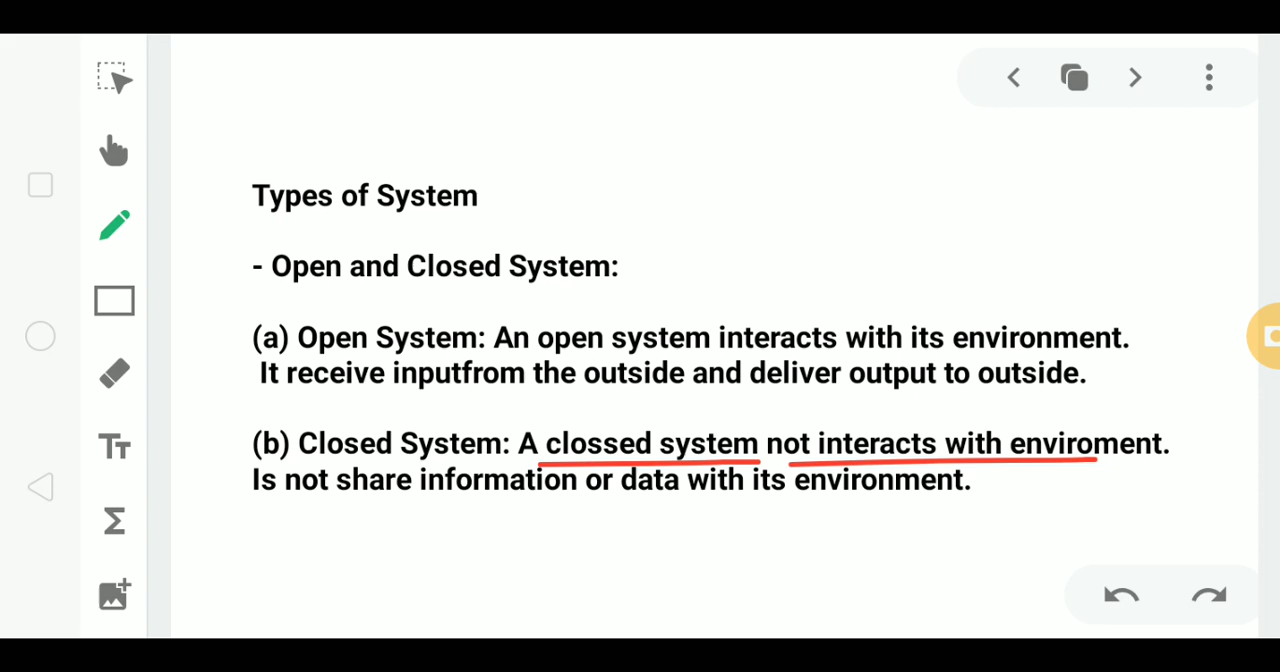 Types of System
- Open and Closed System:
(a) Open System: An open system interacts with its environment.
It receive inputfrom the outside and deliver output to outside.
(b) Closed System: A clossed system not interacts with enviroment.
Is not share information or data with its environment.